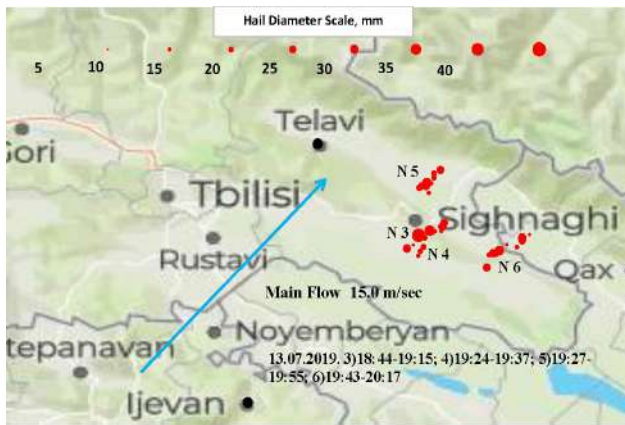 Hail Diameter Scale, mm
5 10 15 20 25 30 35 40
Telavi
Gori
N 5
Tbilisi
Sighnaghi
N 3
N 4
Rustavi
N 6
Qax
Main Flow 15.0 m/sec
Noyemberyan
tepanavan
13.07.2019. 3)18:44-19:15; 4)19:24-19:37; 5)19:27-
19:55; 6)19:43-20:17
Ijevan